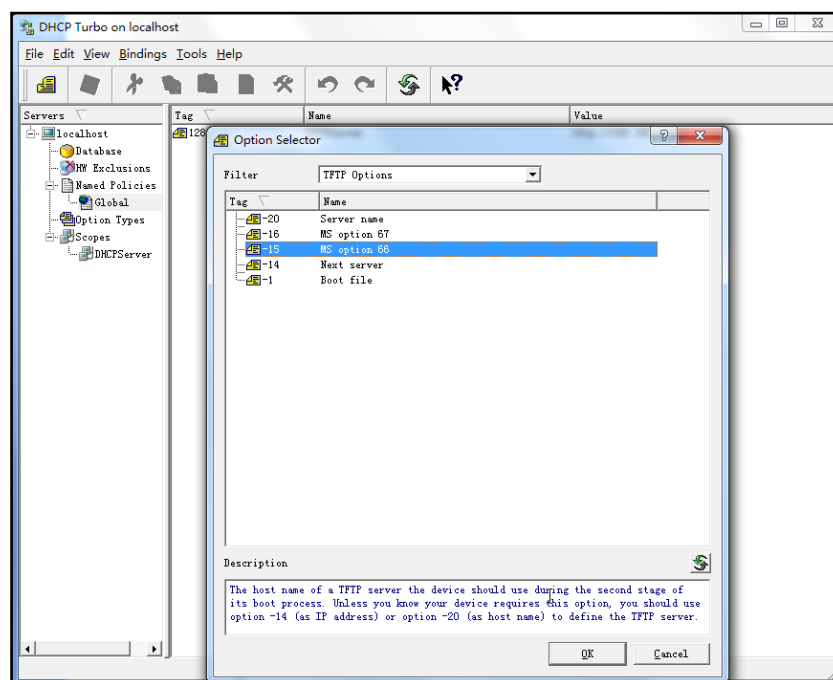 DHCP Turbo on localhost
File Edit View Bindings Tools Help
Servers Tag Name Value
localhost
128
Database
HW Exclusions
Named Policies
Global
Option Types
Scopes
DHCPServer
Option Selector
Filter TFTP Options
Tag Name
-20 Server name
-16 MS option 67
-15 MS option 66
-14 Next server
-1 Boot file
Description
The host name of a TFTP server the device should use during the second stage of
its boot process. Unless you know your device requires this option, you should use
option -14 (as IP address) or option -20 (as host name) to define the TFTP server.
OK Cancel